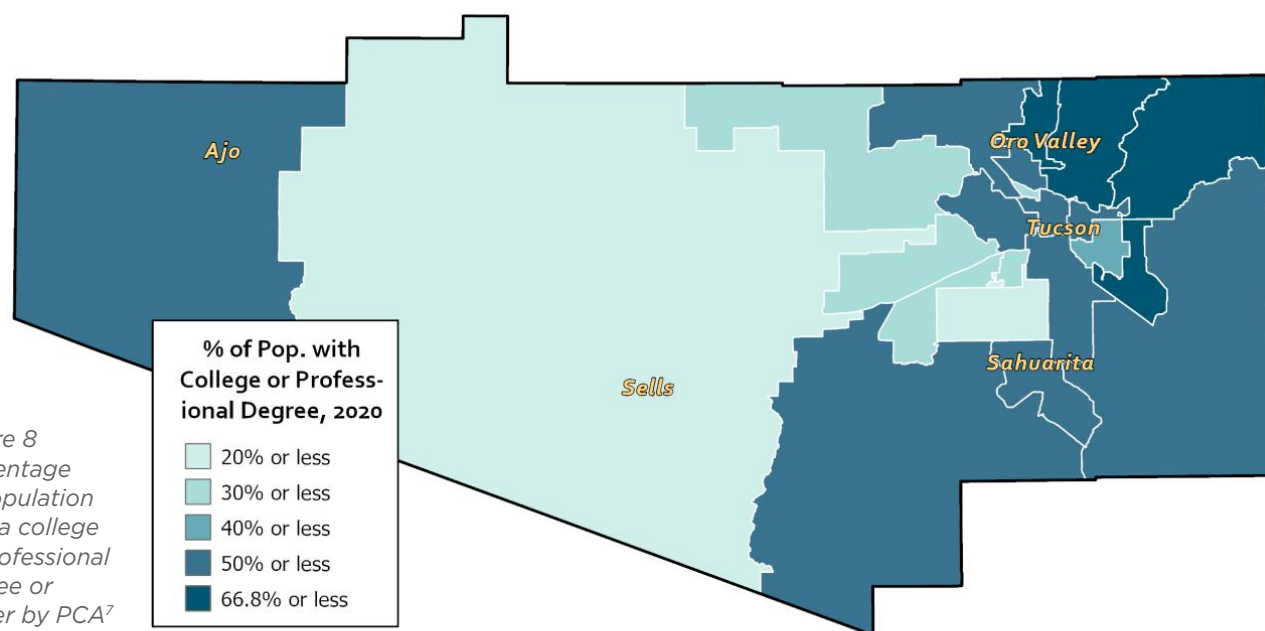 Ajo
Oro Valley
Tucson
Sahuarita
Sells
% of Pop. with
College or Profess-
ional Degree, 2020
20% or less
30% or less
40% or less
50% or less
66.8% or less
re 8
entage
opulation
a college
ofessional
ee or
er by PCA⁷